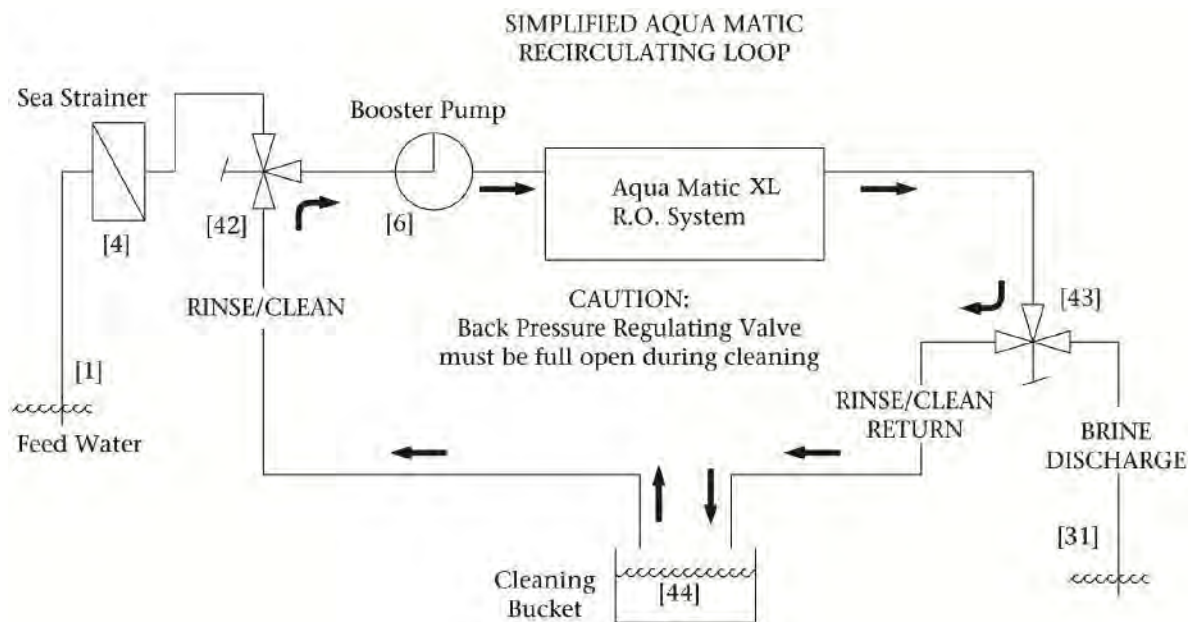 SIMPLIFIED AQUA MATIC
RECIRCULATING LOOP
Sea Strainer
Booster Pump
Aqua Matic XL
R.O. System
[4]
[42]
[6]
RINSE/CLEAN
CAUTION:
Back Pressure Regulating Valve
must be full open during cleaning
[43]
[1]
Feed Water
RINSE/CLEAN
RETURN
BRINE
DISCHARGE
[31]
Cleaning
Bucket
[44]